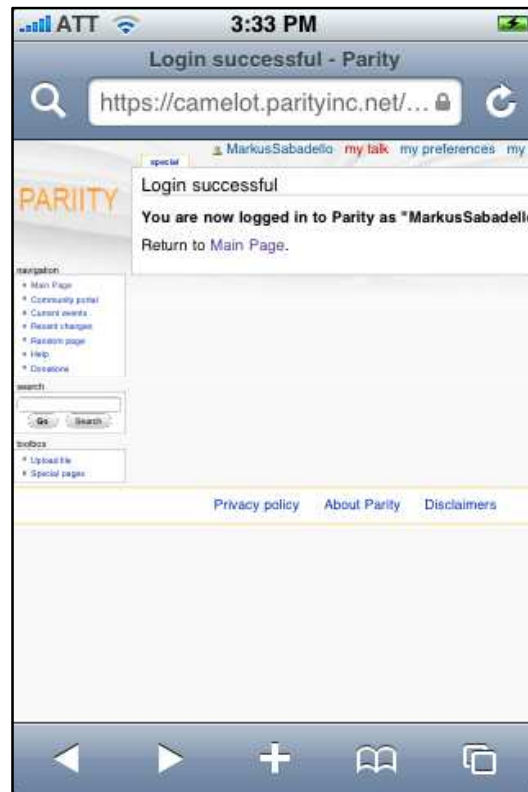 ATT 3:33 PM
Login successful - Parity
https://camelot.parityinc.net/...
MarkusSabadello my talk my preferences my
special
PARIITY
Login successful
You are now logged in to Parity as "MarkusSabadello
Return to Main Page.
navigation
Main Page
Community portal
Current events
Recent changes
Random page
Help
Donations
search
Go Search
toolbox
Upload file
Special pages
Privacy policy About Parity Disclaimers